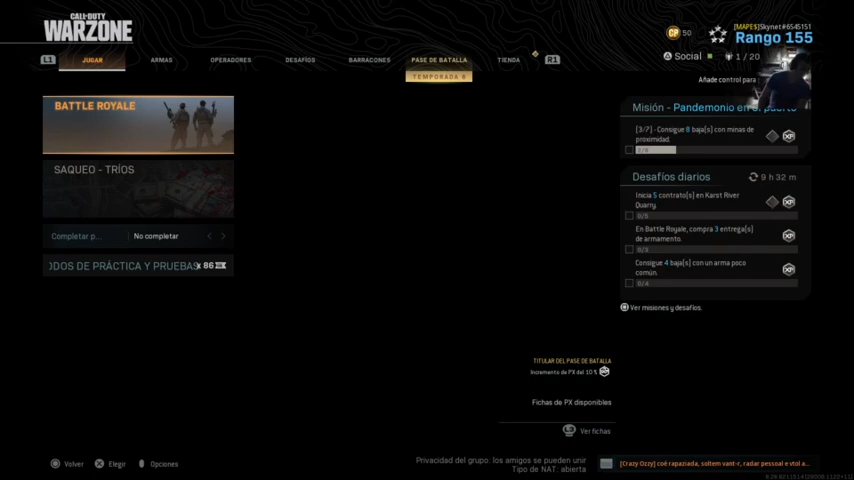 CALL OF DUTY
WARZONE
CP 50
[MAPES]Skynet#6545151
Rango 155
L1
JUGAR
ARMAS
OPERADORES
DESAFÍOS
BARRACONES
PASE DE BATALLA
TIENDA
R1
Social
1 / 20
TEMPORADA 6
Añade control para
BATTLE ROYALE
Misión - Pandemonio en el puerto
[3/7] - Consigue 8 baja(s) con minas de
proximidad.
2/8
SAQUEO - TRÍOS
Desafíos diarios
9 h 32 m
Inicia 5 contrato(s) en Karst River
Quarry.
0/5
Completar p...
No completar
En Battle Royale, compra 3 entrega(s)
de armamento.
0/3
ODOS DE PRÁCTICA Y PRUEBAS
x 86
Consigue 4 baja(s) con un arma poco
común.
0/4
Ver misiones y desafíos.
TITULAR DEL PASE DE BATALLA
Incremento de PX del 10 %
Fichas de PX disponibles
Ver fichas
Volver
Elegir
Opciones
Privacidad del grupo: los amigos se pueden unir
Tipo de NAT: abierta
[Crazy Ozzy] coé rapaziada, soltem vant-r, radar pessoal e vtol a...